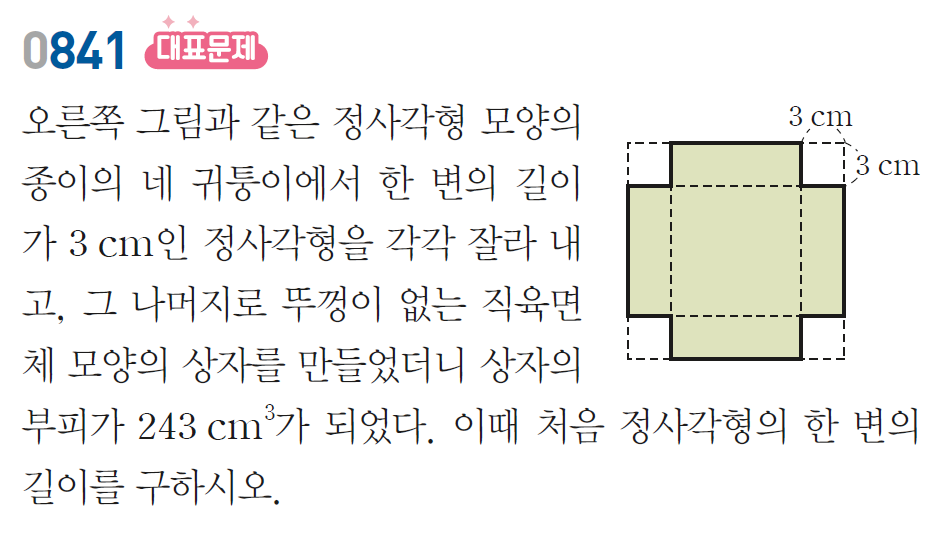 0841 대표문제
오른쪽 그림과 같은 정사각형 모양의
종이의 네 귀퉁이에서 한 변의 길이
가 3 cm인 정사각형을 각각 잘라 내
고, 그 나머지로 뚜껑이 없는 직육면
체 모양의 상자를 만들었더니 상자의
부피가 243 cm³가 되었다. 이때 처음 정사각형의 한 변의
길이를 구하시오.
3 cm
3 cm